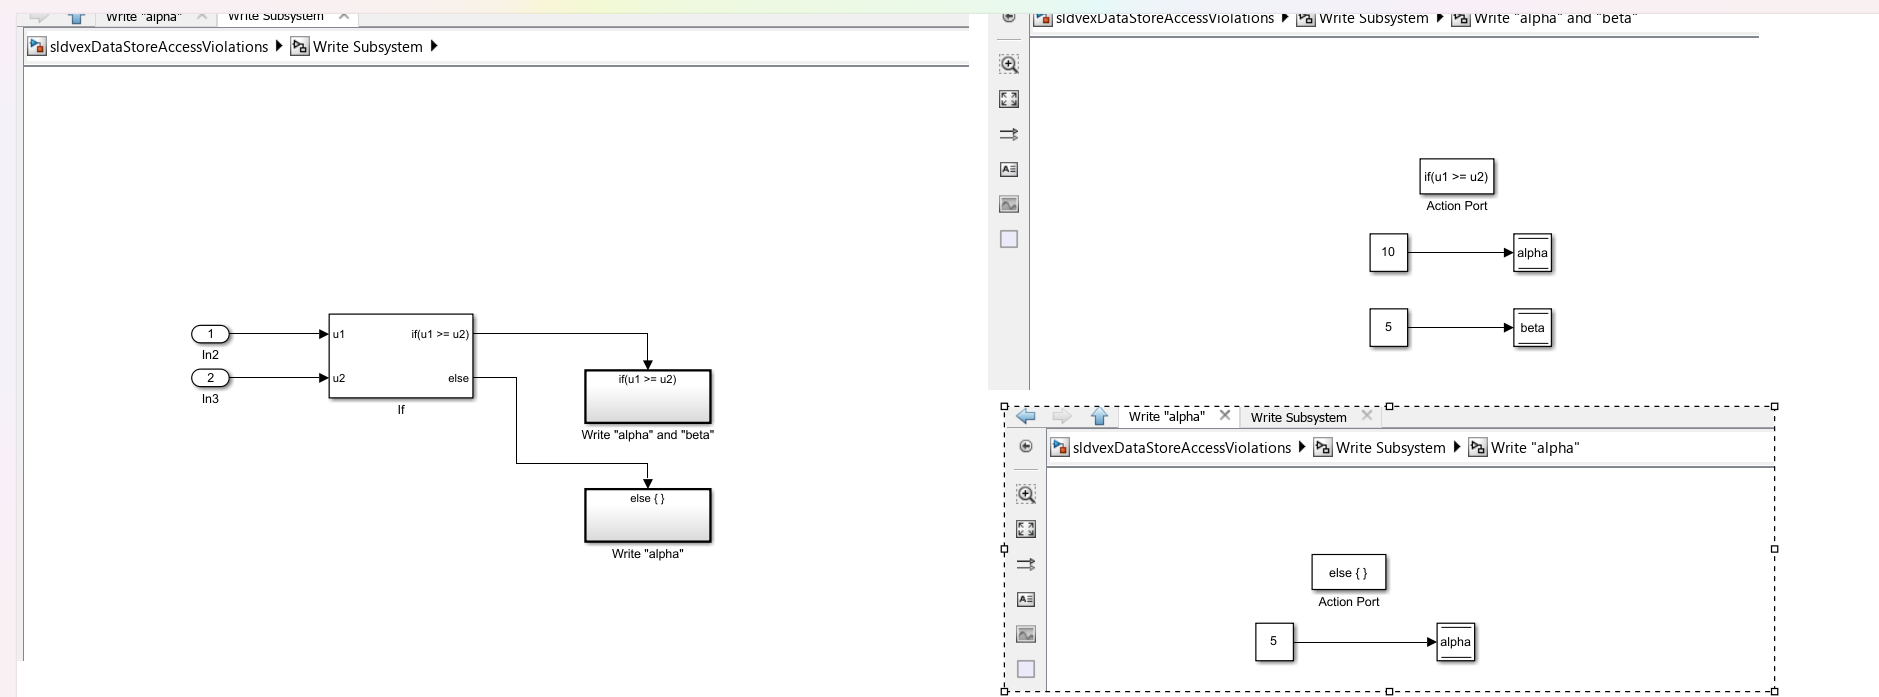 Write "alpha"
Write Subsystem
sldvexDataStoreAccessViolations
Write Subsystem
1
In2
2
In3
u1
if(u1 >= u2)
u2
else
If
if(u1 >= u2)
Write "alpha" and "beta"
else { }
Write "alpha"
sldvexDataStoreAccessViolations
Write Subsystem
Write "alpha" and "beta"
if(u1 >= u2)
Action Port
10
alpha
5
beta
Write "alpha"
Write Subsystem
sldvexDataStoreAccessViolations
Write Subsystem
Write "alpha"
else { }
Action Port
5
alpha